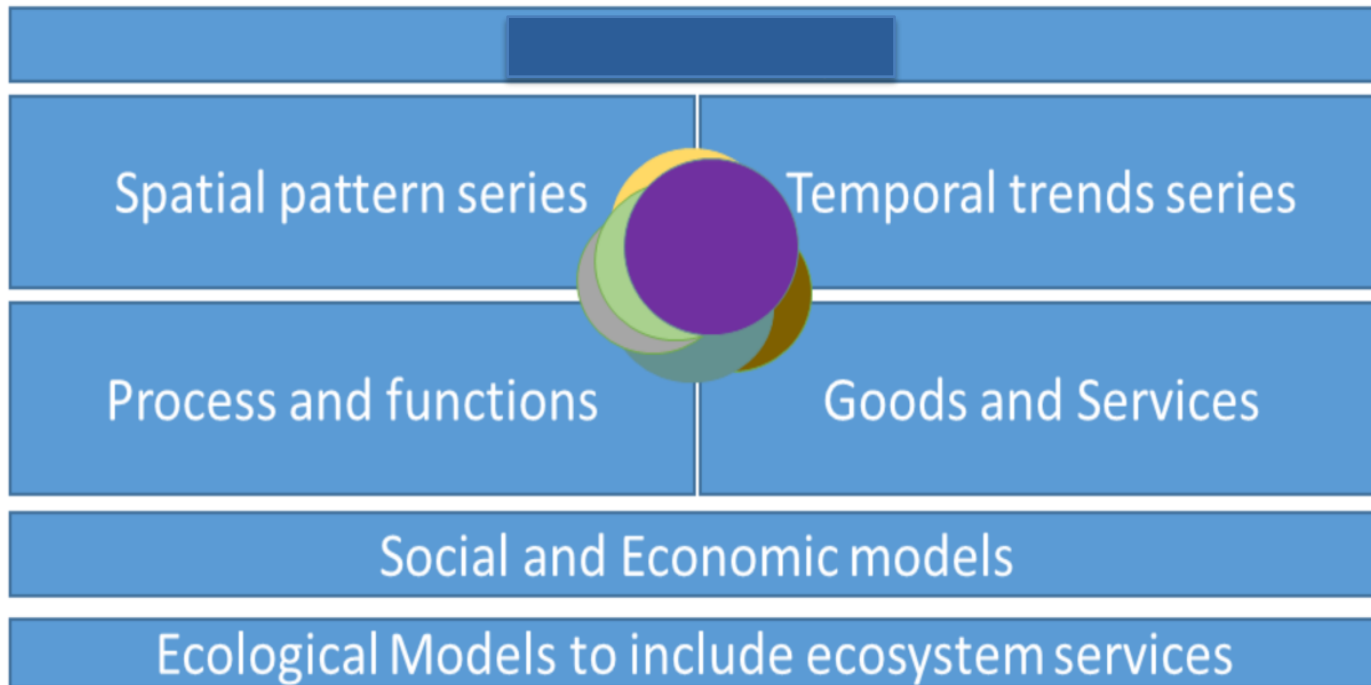 Spatial pattern series
Temporal trends series
Process and functions
Goods and Services
Social and Economic models
Ecological Models to include ecosystem services